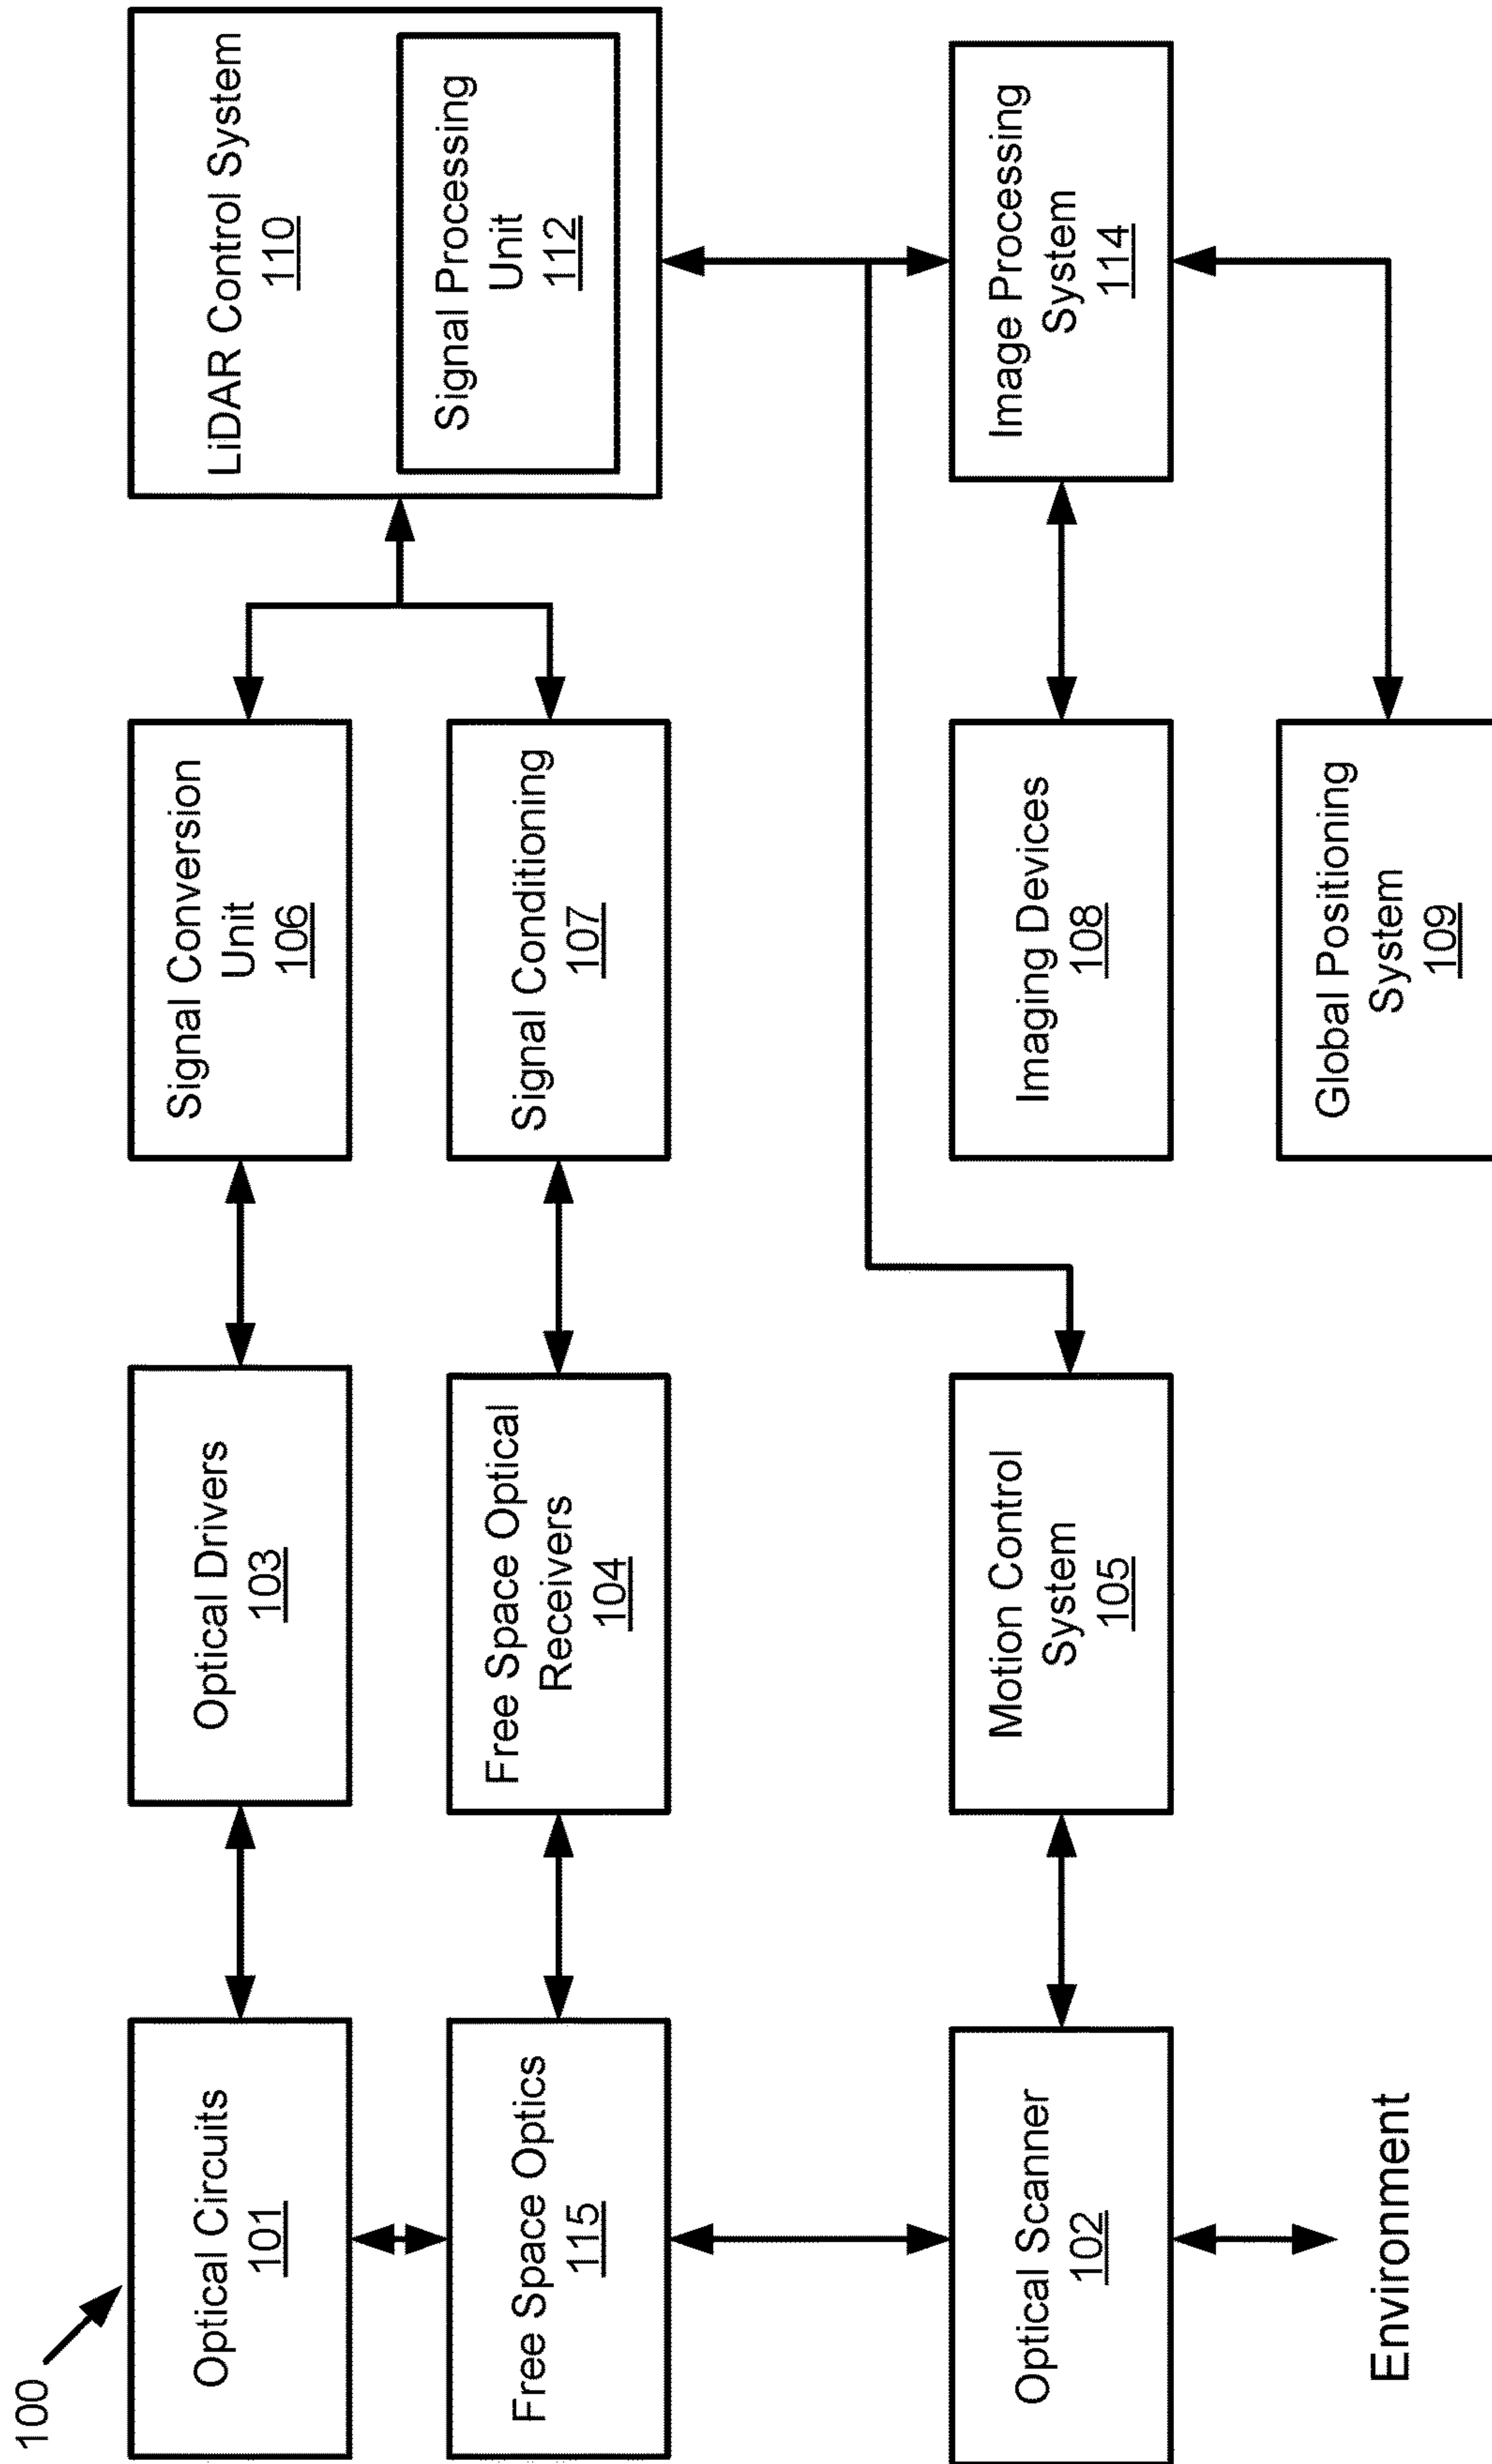 100
Optical Circuits
101
Optical Drivers
103
Signal Conversion
Unit
106
LiDAR Control System
110
Signal Processing
Unit
112
Free Space Optics
115
Free Space Optical
Receivers
104
Signal Conditioning
107
Optical Scanner
102
Motion Control
System
105
Imaging Devices
108
Image Processing
System
114
Environment
Global Positioning
System
109